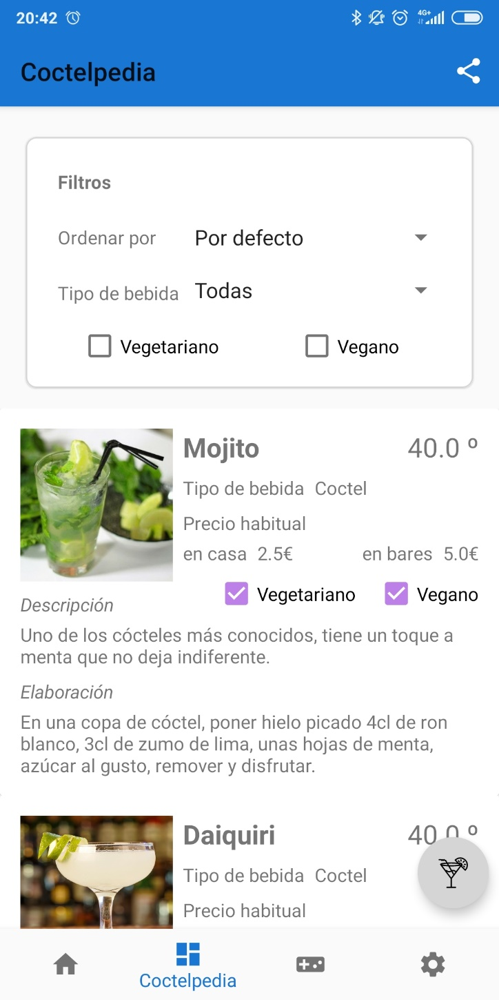 20:42
4G+
Coctelpedia
Filtros
Ordenar por Por defecto
Tipo de bebida Todas
Vegetariano Vegano
Mojito 40.0 º
Tipo de bebida Coctel
Precio habitual
en casa 2.5€ en bares 5.0€
Vegetariano Vegano
Descripción
Uno de los cócteles más conocidos, tiene un toque a
menta que no deja indiferente.
Elaboración
En una copa de cóctel, poner hielo picado 4cl de ron
blanco, 3cl de zumo de lima, unas hojas de menta,
azúcar al gusto, remover y disfrutar.
Daiquiri 40.0 º
Tipo de bebida Coctel
Precio habitual
Coctelpedia